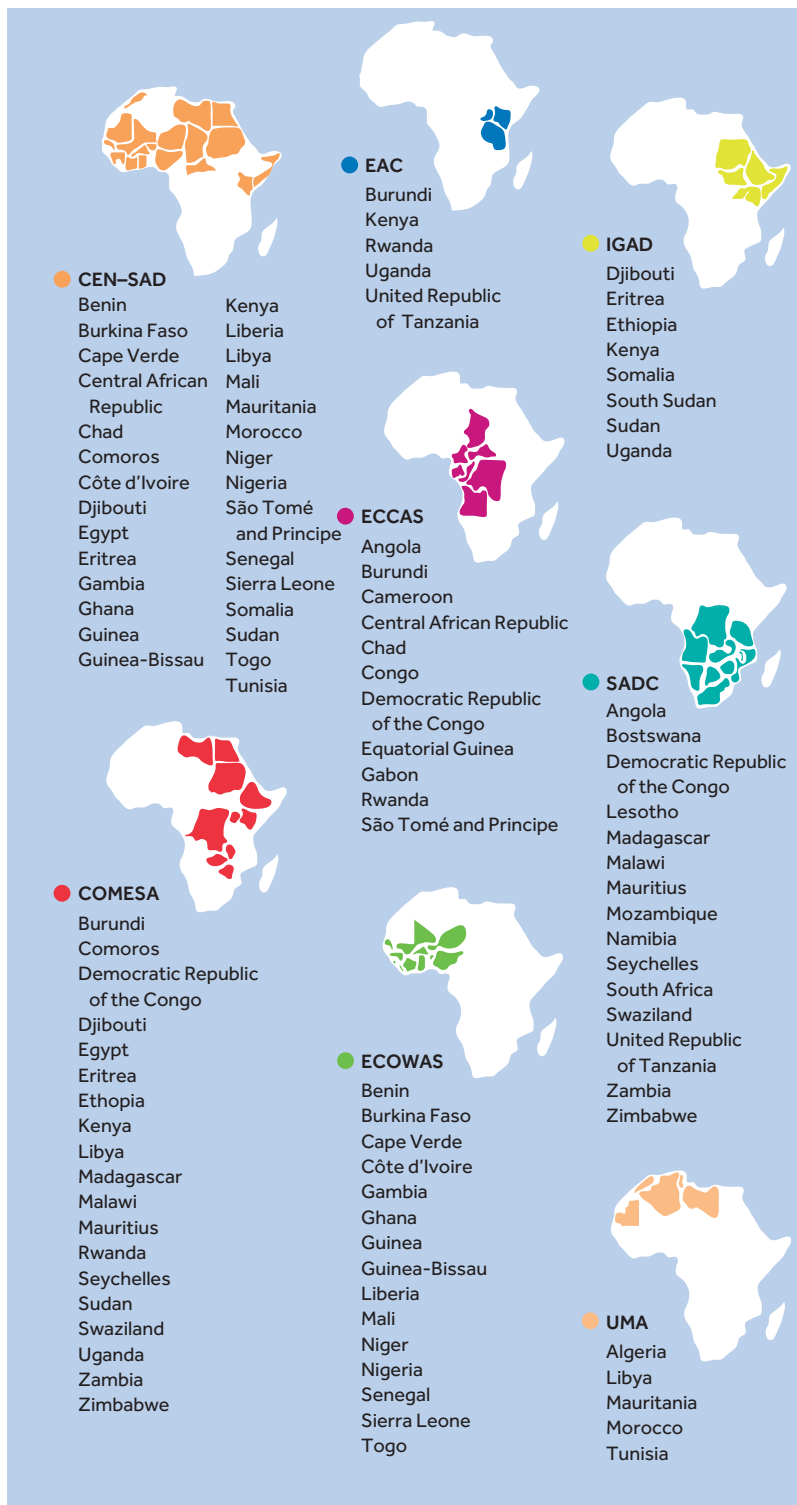 CEN–SAD
Benin
Burkina Faso
Cape Verde
Central African
Republic
Chad
Comoros
Côte d'Ivoire
Djibouti
Egypt
Eritrea
Gambia
Ghana
Guinea
Guinea-Bissau
Kenya
Liberia
Libya
Mali
Mauritania
Morocco
Niger
Nigeria
São Tomé
and Principe
Senegal
Sierra Leone
Somalia
Sudan
Togo
Tunisia
COMESA
Burundi
Comoros
Democratic Republic
of the Congo
Djibouti
Egypt
Eritrea
Ethopia
Kenya
Libya
Madagascar
Malawi
Mauritius
Rwanda
Seychelles
Sudan
Swaziland
Uganda
Zambia
Zimbabwe
EAC
Burundi
Kenya
Rwanda
Uganda
United Republic
of Tanzania
ECCAS
Angola
Burundi
Cameroon
Central African Republic
Chad
Congo
Democratic Republic
of the Congo
Equatorial Guinea
Gabon
Rwanda
São Tomé and Principe
ECOWAS
Benin
Burkina Faso
Cape Verde
Côte d'Ivoire
Gambia
Ghana
Guinea
Guinea-Bissau
Liberia
Mali
Niger
Nigeria
Senegal
Sierra Leone
Togo
IGAD
Djibouti
Eritrea
Ethiopia
Kenya
Somalia
South Sudan
Sudan
Uganda
SADC
Angola
Bostswana
Democratic Republic
of the Congo
Lesotho
Madagascar
Malawi
Mauritius
Mozambique
Namibia
Seychelles
South Africa
Swaziland
United Republic
of Tanzania
Zambia
Zimbabwe
UMA
Algeria
Libya
Mauritania
Morocco
Tunisia